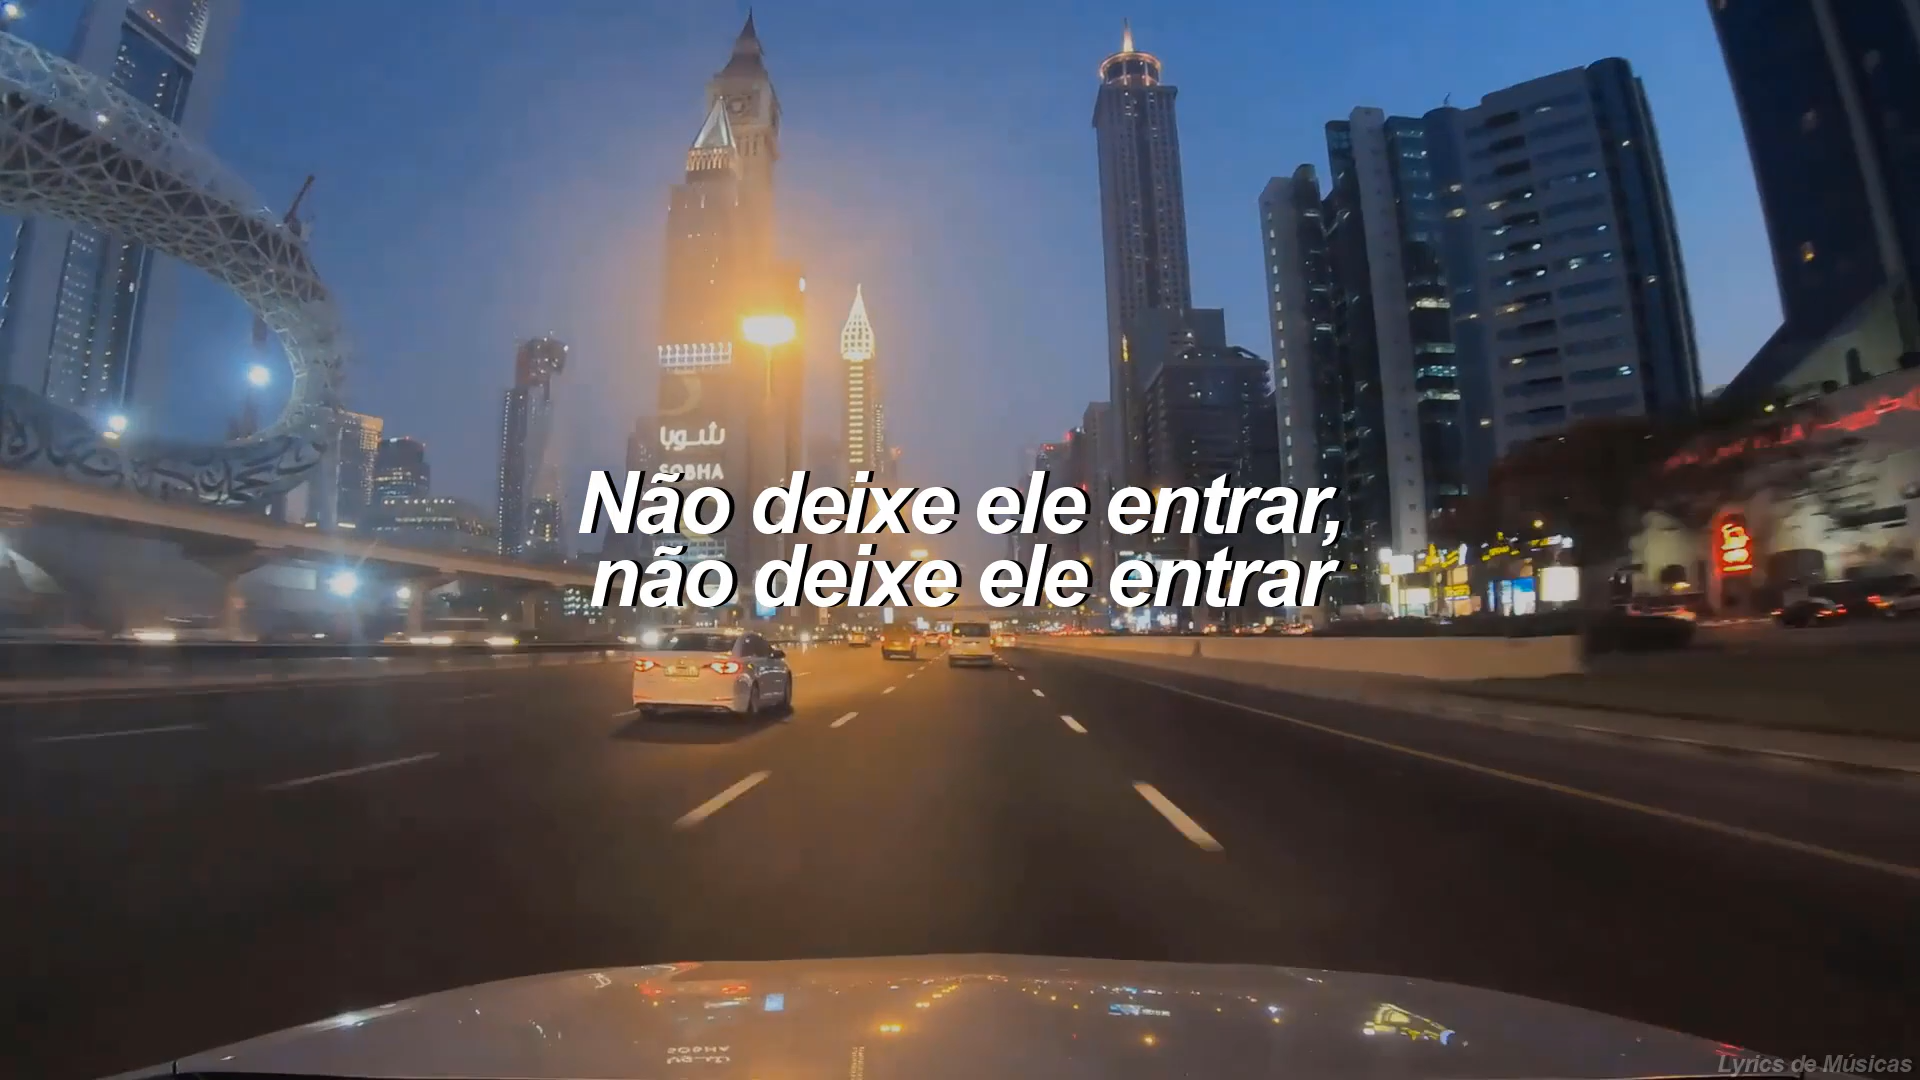 شوبا
SOBHA
Não deixe ele entrar,
não deixe ele entrar
Lyrics de Músicas